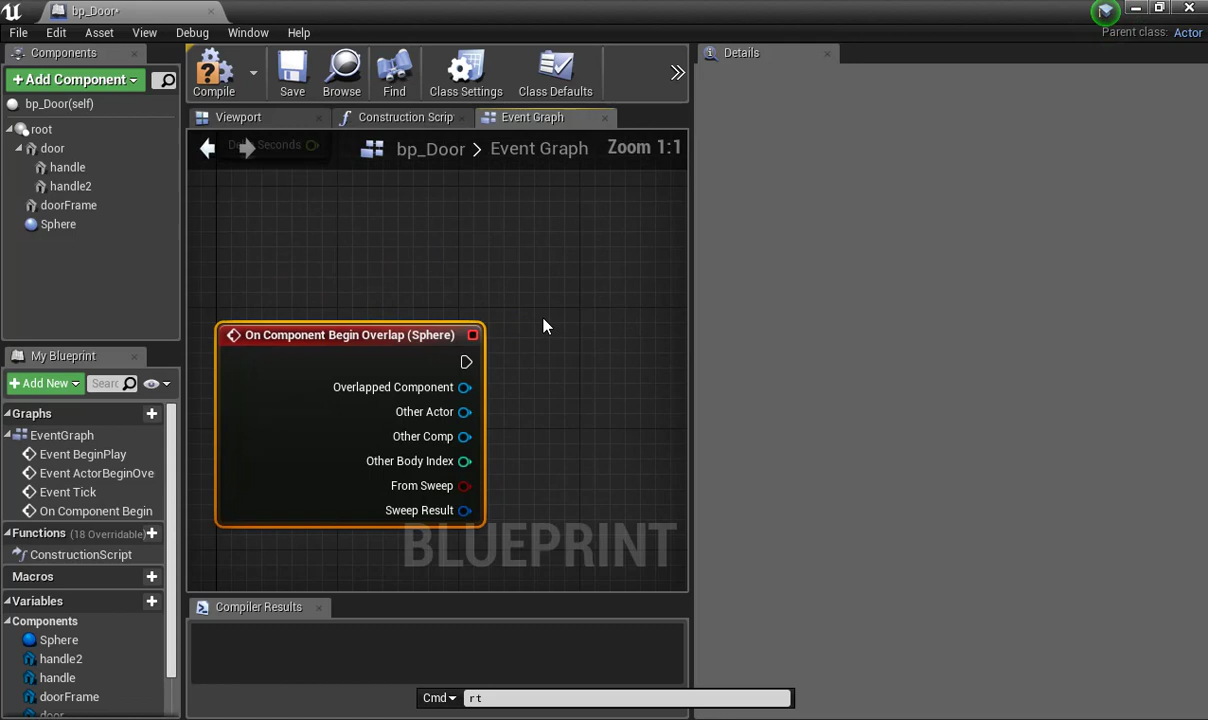 bp_Door*
File Edit Asset View Debug Window Help
Parent class: Actor
Components
+Add Component
bp_Door(self)
root
door
handle
handle2
doorFrame
Sphere
My Blueprint
+Add New
Searc
Graphs
EventGraph
Event BeginPlay
Event ActorBeginOve
Event Tick
On Component Begin
Functions (18 Overridable)
ConstructionScript
Macros
Variables
Components
Sphere
handle2
handle
doorFrame
door
Compile
Save
Browse
Find
Class Settings
Class Defaults
Viewport
Construction Scrip
Event Graph
Seconds
bp_Door > Event Graph
Zoom 1:1
On Component Begin Overlap (Sphere)
Overlapped Component
Other Actor
Other Comp
Other Body Index
From Sweep
Sweep Result
BLUEPRINT
Compiler Results
Cmd rt
Details